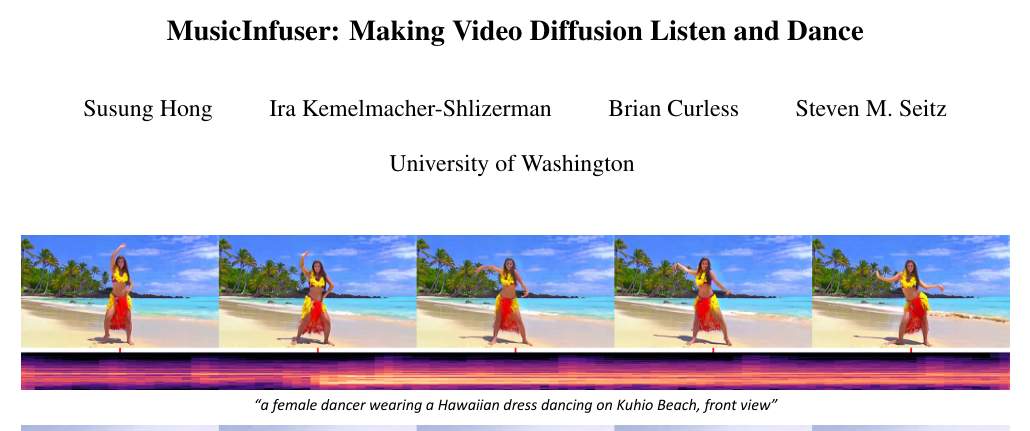 MusicInfuser: Making Video Diffusion Listen and Dance
Susung Hong Ira Kemelmacher-Shlizerman Brian Curless Steven M. Seitz
University of Washington
“a female dancer wearing a Hawaiian dress dancing on Kuhio Beach, front view”